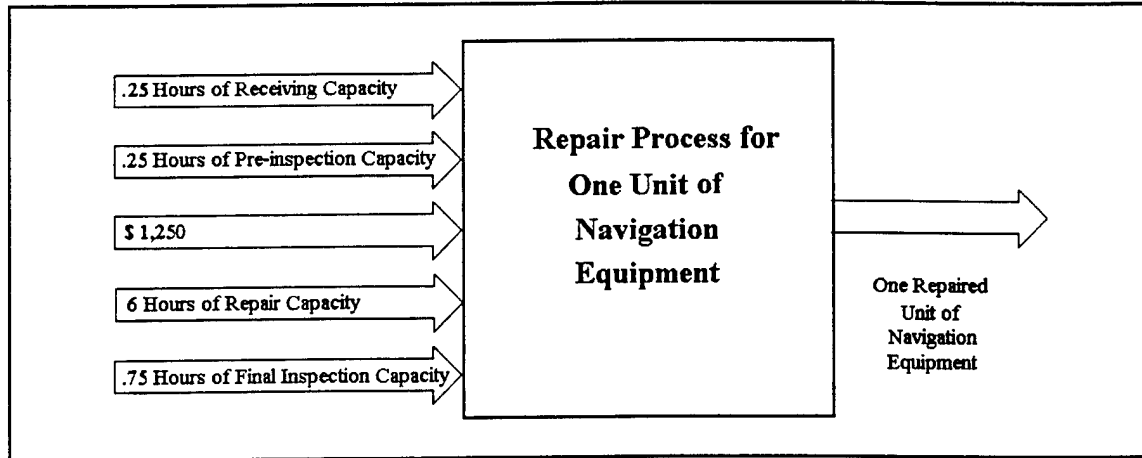 .25 Hours of Receiving Capacity
.25 Hours of Pre-inspection Capacity
$ 1,250
6 Hours of Repair Capacity
.75 Hours of Final Inspection Capacity
Repair Process for
One Unit of
Navigation
Equipment
One Repaired
Unit of
Navigation
Equipment